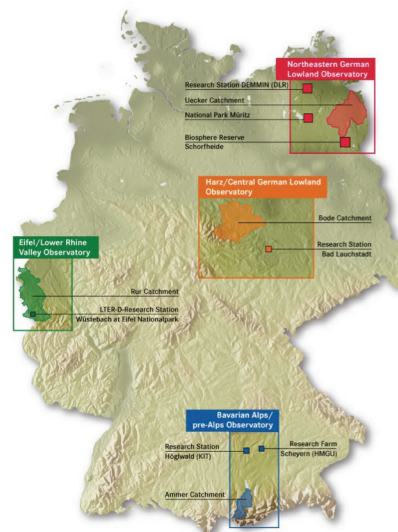 Northeastern German
Lowland Observatory
Research Station DEMMIN (DLR)
Uecker Catchment
National Park Müritz
Biosphere Reserve
Schorfheide
Harz/Central German Lowland
Observatory
Bode Catchment
Research Station
Bad Lauchstadt
Eifel/Lower Rhine
Valley Observatory
Rur Catchment
LTER-D-Research Station
Wüstebach at Eifel Nationalpark
Bavarian Alps/
pre-Alps Observatory
Research Station
Höglwald (KIT)
Research Farm
Scheyern (HMGU)
Ammer Catchment